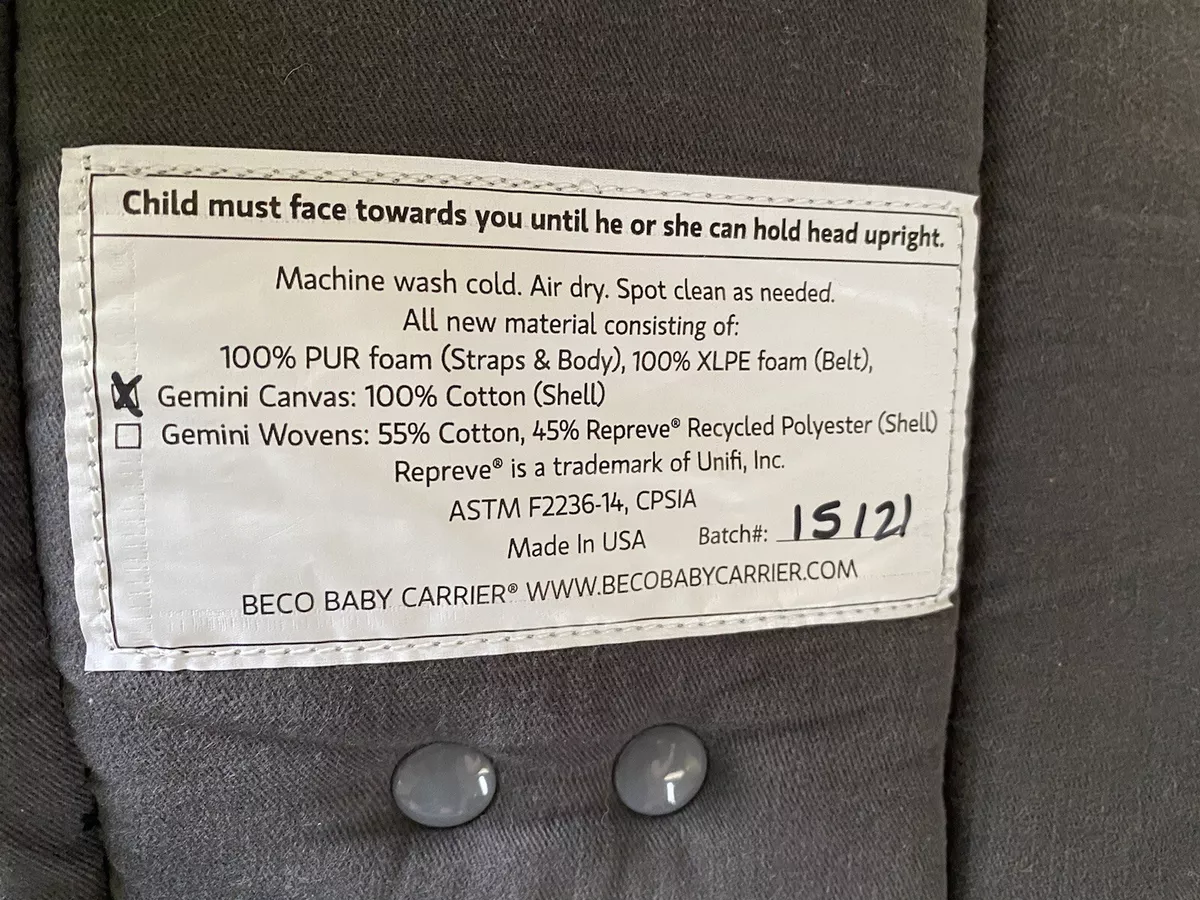 Child must face towards you until he or she can hold head upright.
Machine wash cold. Air dry. Spot clean as needed.
All new material consisting of:
100% PUR foam (Straps & Body), 100% XLPE foam (Belt),
Gemini Canvas: 100% Cotton (Shell)
Gemini Wovens: 55% Cotton, 45% Repreve® Recycled Polyester (Shell)
Repreve® is a trademark of Unifi, Inc.
ASTM F2236-14, CPSIA
Made In USA Batch#: 15121
BECO BABY CARRIER® WWW.BECOBABYCARRIER.COM